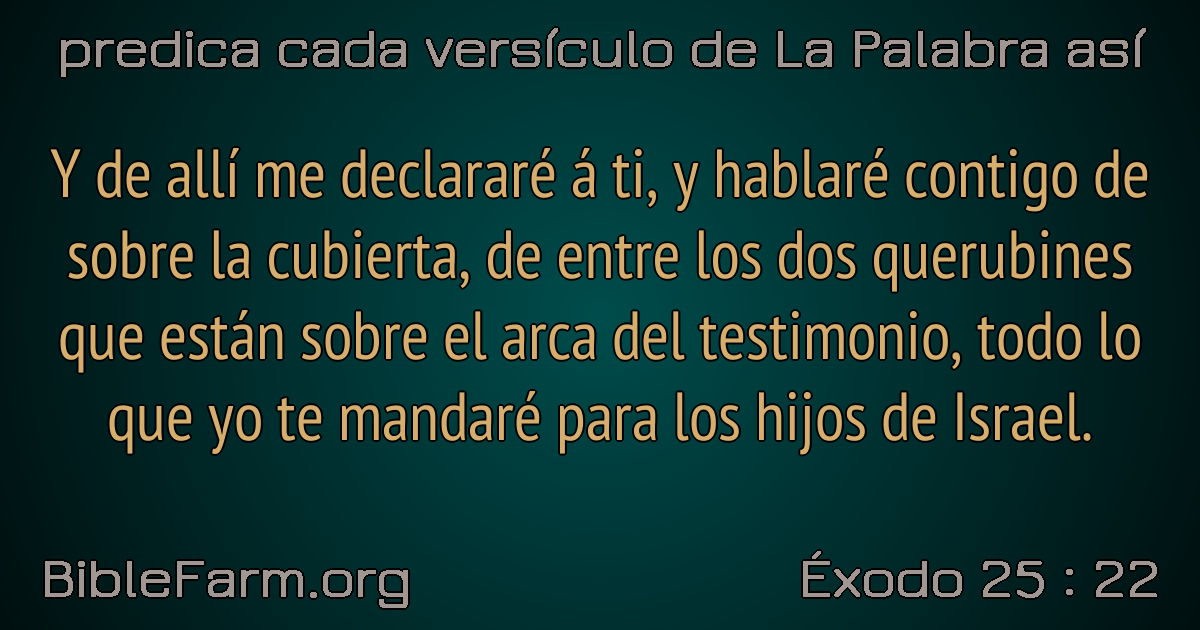 predica cada versículo de La Palabra así
Y de allí me declararé á ti, y hablaré contigo de
sobre la cubierta, de entre los dos querubines
que están sobre el arca del testimonio, todo lo
que yo te mandaré para los hijos de Israel.
BibleFarm.org
Éxodo 25 : 22